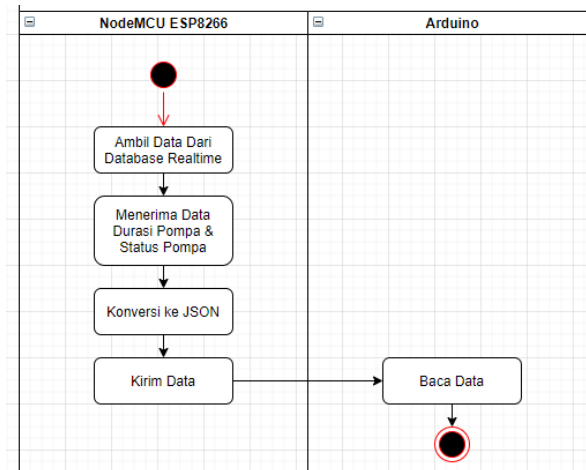 NodeMCU ESP8266
Arduino
Ambil Data Dari
Database Realtime
Menerima Data
Durasi Pompa &
Status Pompa
Konversi ke JSON
Kirim Data
Baca Data